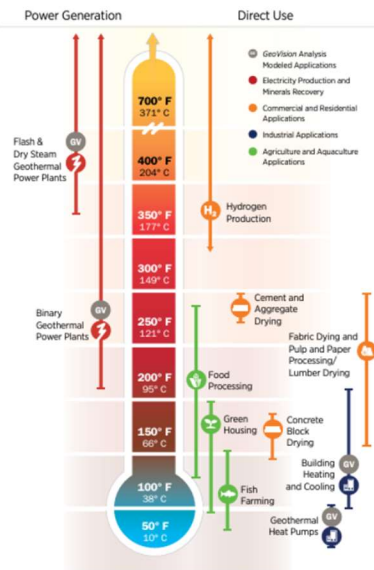 Power Generation
Direct Use
GeoVision Analysis
Modeled Applications
Electricity Production and
Minerals Recovery
Commercial and Residential
Applications
Industrial Applications
Agriculture and Aquaculture
Applications
700° F
371° C
400° F
204° C
350° F
177° C
300° F
149° C
250° F
121° C
200° F
95° C
150° F
66° C
100° F
38° C
50° F
10° C
Flash &
Dry Steam
Geothermal
Power Plants
GV
Binary
Geothermal
Power Plants
GV
H₂
Hydrogen
Production
Cement and
Aggregate
Drying
Fabric Dying and
Pulp and Paper
Processing/
Lumber Drying
Food
Processing
Green
Housing
Concrete
Block
Drying
Building
Heating
and Cooling
GV
Fish
Farming
Geothermal
Heat Pumps
GV